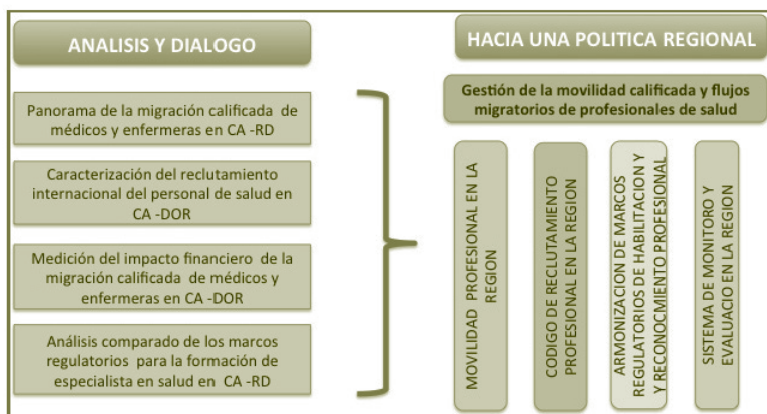 ANALISIS Y DIALOGO
Panorama de la migración calificada de
médicos y enfermeras en CA -RD
Caracterización del reclutamiento
internacional del personal de salud en
CA -DOR
Medición del impacto financiero de la
migración calificada de médicos y
enfermeras en CA -DOR
Análisis comparado de los marcos
regulatorios para la formación de
especialista en salud en CA -RD
HACIA UNA POLITICA REGIONAL
Gestión de la movilidad calificada y flujos
migratorios de profesionales de salud
MOVILIDAD PROFESIONAL EN LA
REGION
CODIGO DE RECLUTAMIENTO
PROFESIONAL EN LA REGION
ARMONIZACION DE MARCOS
REGULATORIOS DE HABILITACION Y
Y RECONOCMIENTO PROFESIONAL
SISTEMA DE MONITORO Y
EVALUACIO EN LA REGION